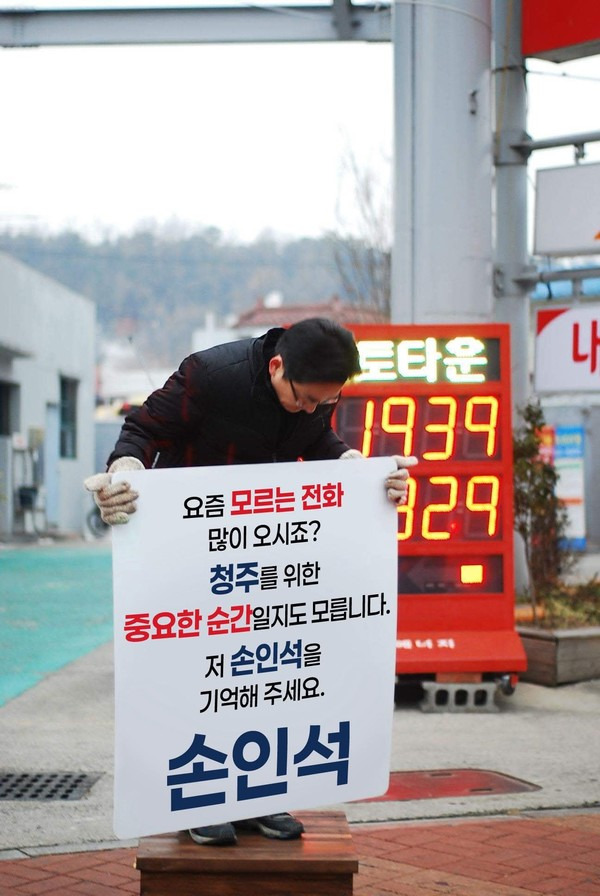 토타운
1939
1829
요즘 모르는 전화
많이 오시죠?
청주를 위한
중요한 순간일지도 모릅니다.
저 손인석을
기억해 주세요.
손인석